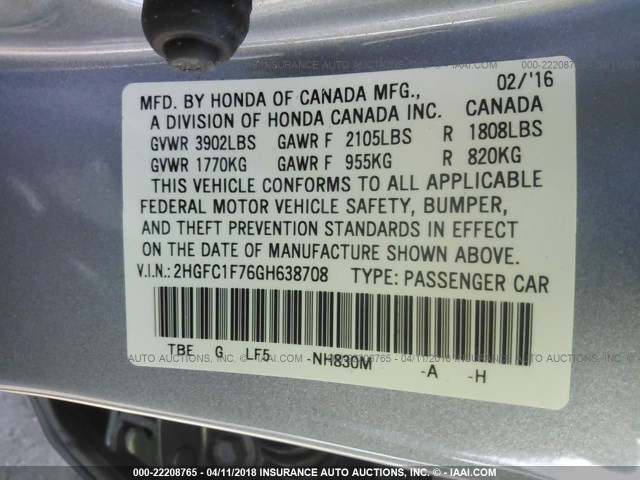 MFD. BY HONDA OF CANADA MFG., 02/'16
A DIVISION OF HONDA CANADA INC. CANADA
GVWR 3902LBS GAWR F 2105LBS R 1808LBS
GVWR 1770KG GAWR F 955KG R 820KG
THIS VEHICLE CONFORMS TO ALL APPLICABLE
FEDERAL MOTOR VEHICLE SAFETY, BUMPER,
AND THEFT PREVENTION STANDARDS IN EFFECT
ON THE DATE OF MANUFACTURE SHOWN ABOVE.
V.I.N.: 2HGFC1F76GH638708 TYPE: PASSENGER CAR
TBE G LF5 -NH830M -A -H
000-22208765 - 04/11/2018 INSURANCE AUTO AUCTIONS CORP. © - IAAI.COM